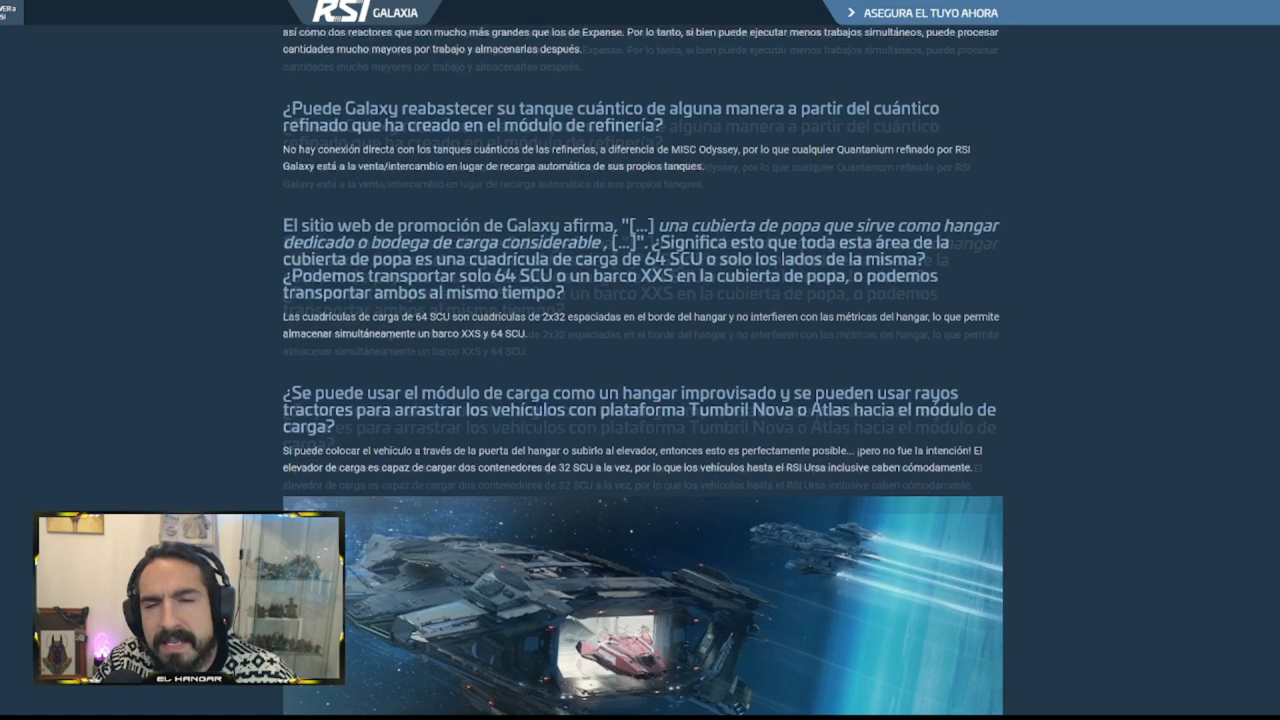 RSI GALAXIA
ASEGURA EL TUYO AHORA
así como dos reactores que son mucho más grandes que los de Expanse. Por lo tanto, si bien puede ejecutar menos trabajos simultáneos, puede procesar
cantidades mucho mayores por trabajo y almacenarlas después.
¿Puede Galaxy reabastecer su tanque cuántico de alguna manera a partir del cuántico
refinado que ha creado en el módulo de refinería?
No hay conexión directa con los tanques cuánticos de las refinerías, a diferencia de MISC Odyssey, por lo que cualquier Quantanium refinado por RSI
Galaxy está a la venta/intercambio en lugar de recarga automática de sus propios tanques.
El sitio web de promoción de Galaxy afirma, "[...] una cubierta de popa que sirve como hangar
dedicado o bodega de carga considerable , [...]". ¿Significa esto que toda esta área de la
cubierta de popa es una cuadrícula de carga de 64 SCU o solo los lados de la misma?
¿Podemos transportar solo 64 SCU o un barco XXS en la cubierta de popa, o podemos
transportar ambos al mismo tiempo?
Las cuadrículas de carga de 64 SCU son cuadrículas de 2x32 espaciadas en el borde del hangar y no interfieren con las métricas del hangar, lo que permite
almacenar simultáneamente un barco XXS y 64 SCU.
¿Se puede usar el módulo de carga como un hangar improvisado y se pueden usar rayos
tractores para arrastrar los vehículos con plataforma Tumbril Nova o Atlas hacia el módulo de
carga?
Si puede colocar el vehículo a través de la puerta del hangar o subirlo al elevador, entonces esto es perfectamente posible... ¡pero no fue la intención! El
elevador de carga es capaz de cargar dos contenedores de 32 SCU a la vez, por lo que los vehículos hasta el RSI Ursa inclusive caben cómodamente.
EL HANGAR